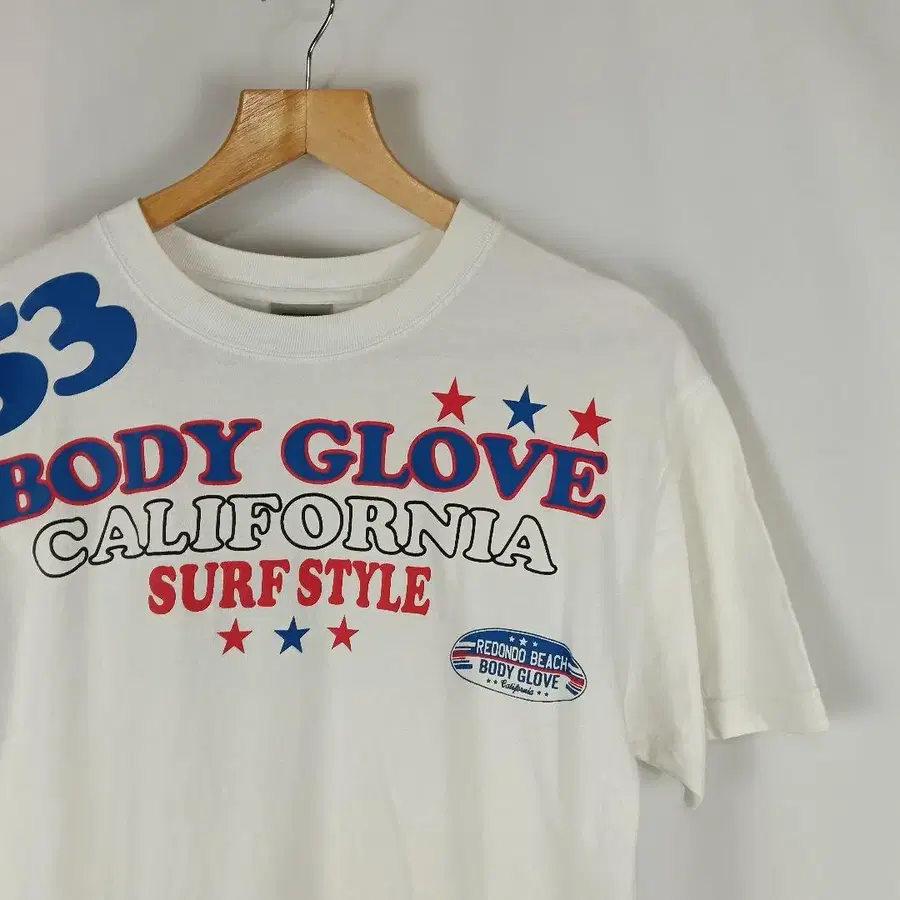 53
BODY GLOVE
CALIFORNIA
SURF STYLE
REDONDO BEACH
BODY GLOVE
California